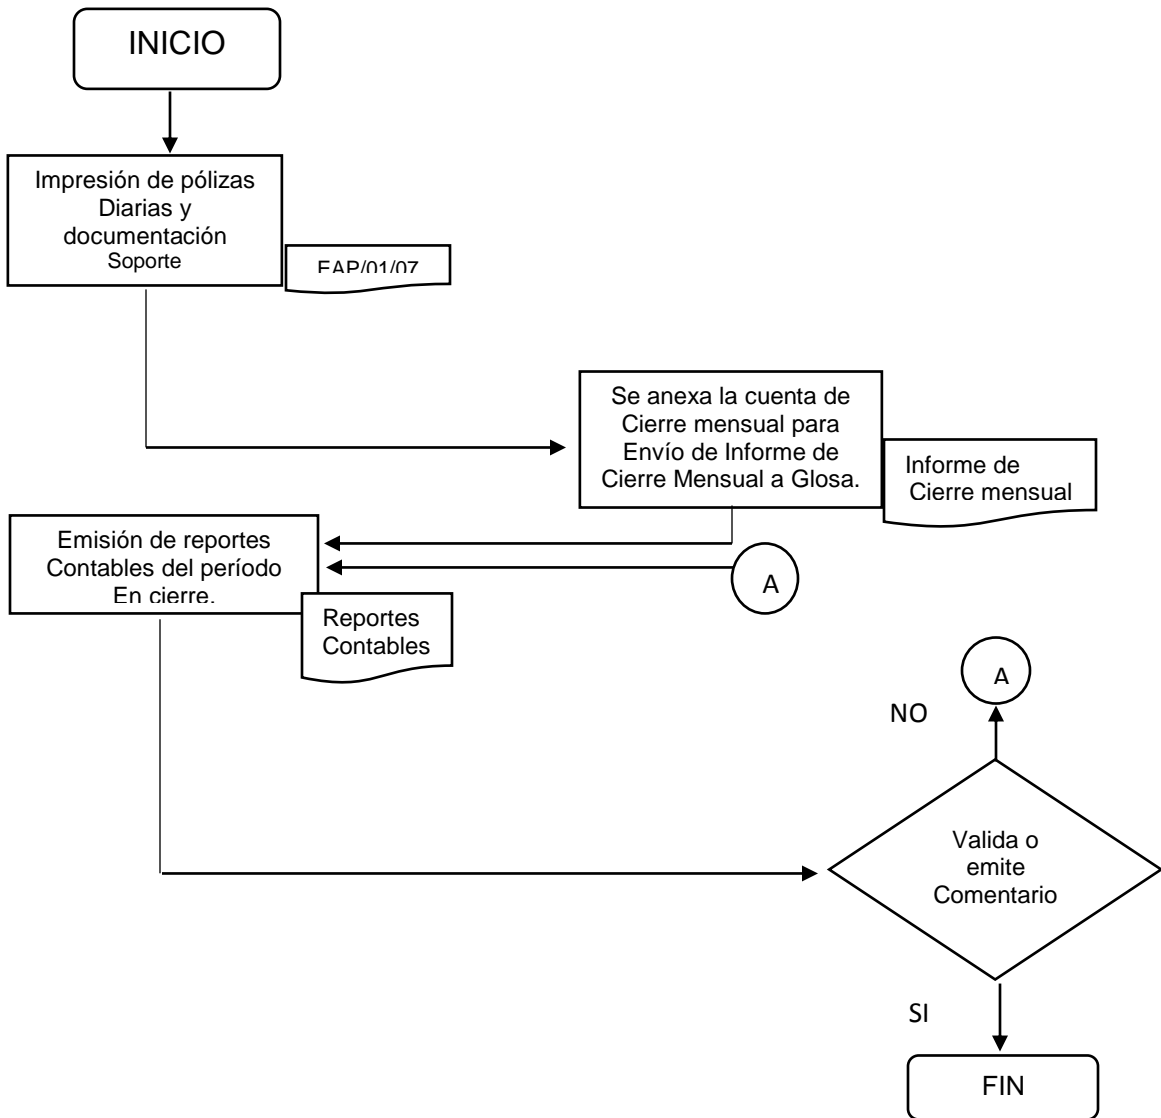 INICIO
Impresión de pólizas
Diarias y
documentación
Soporte
EAP/01/07
Se anexa la cuenta de
Cierre mensual para
Envío de Informe de
Cierre Mensual a Glosa.
Informe de
Cierre mensual
Emisión de reportes
Contables del período
En cierre.
A
Reportes
Contables
A
NO
Valida o
emite
Comentario
SI
FIN